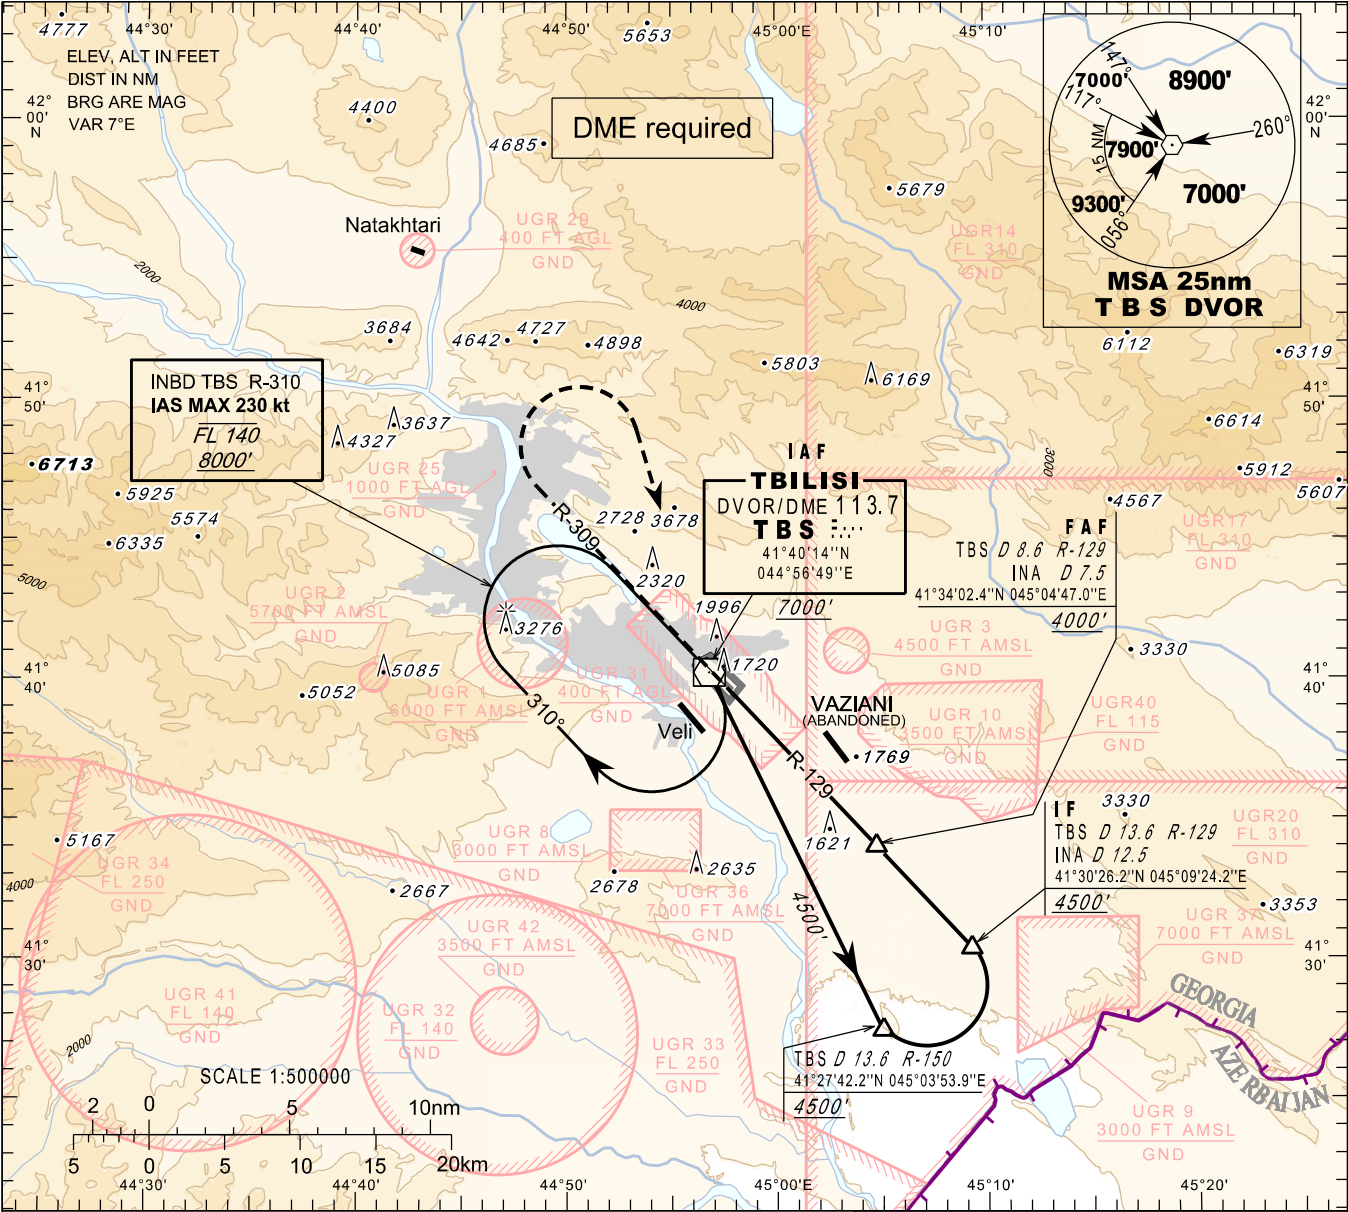 4777
44°30'
44°40'
44°50'
5653
45°00'E
45°10'
ELEV, ALT IN FEET
DIST IN NM
BRG ARE MAG
VAR 7°E
42°
00'
N
4400
4685
DME required
5679
147°
7000'
117°
8900'
260°
15 NM
7900'
7000'
9300'
056°
MSA 25nm
TBS DVOR
42°
00'
N
Natakhtari
UGR 29
400 FT AGL
GND
UGR14
FL 310
GND
2000
4000
3684
4642
4727
4898
5803
6169
6112
6319
41°
50'
INBD TBS R-310
IAS MAX 230 kt
FL 140
8000'
3637
4327
6713
5925
5574
6335
UGR 25
1000 FT AGL
GND
R-309
2728
3678
2320
IAF
TBILISI
DVOR/DME 113.7
TBS
41°40'14''N
044°56'49''E
7000'
1996
1720
3000
6614
5912
5607
4567
41°
50'
FAF
TBS D 8.6 R-129
INA D 7.5
41°34'02.4''N 045°04'47.0''E
4000'
UGR17
FL 310
GND
5000
UGR 2
5700 FT AMSL
GND
3276
5085
5052
41°
40'
UGR 1
6000 FT AMSL
GND
310°
UGR 31
400 FT AGL
GND
Veli
UGR 3
4500 FT AMSL
GND
3330
41°
40'
VAZIANI
(ABANDONED)
1769
UGR 10
3500 FT AMSL
GND
UGR40
FL 115
GND
R-129
1621
IF
TBS D 13.6 R-129
INA D 12.5
41°30'26.2''N 045°09'24.2''E
4500'
3330
UGR20
FL 310
GND
3353
5167
UGR 34
FL 250
GND
4000
2667
UGR 8
3000 FT AMSL
GND
2678
2635
UGR 36
7000 FT AMSL
GND
4500'
UGR 37
7000 FT AMSL
GND
41°
30'
41°
30'
UGR 42
3500 FT AMSL
GND
UGR 41
FL 140
GND
UGR 32
FL 140
GND
UGR 33
FL 250
GND
2000
GEORGIA
AZERBAIJAN
TBS D 13.6 R-150
41°27'42.2''N 045°03'53.9''E
4500'
UGR 9
3000 FT AMSL
GND
SCALE 1:500000
2 0 5 10nm
5 0 5 10 15 20km
44°30'
44°40'
44°50'
45°00'E
45°10'
45°20'